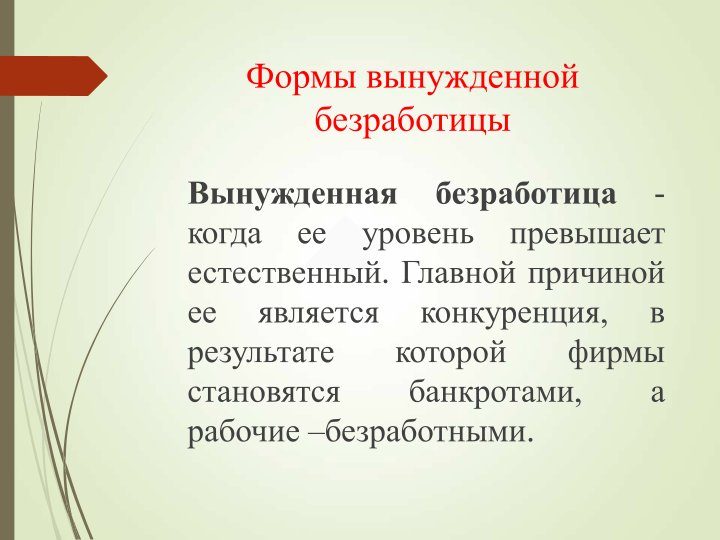 Формы вынужденной
безработицы
Вынужденная безработица -
когда ее уровень превышает
естественный. Главной причиной
ее является конкуренция, в
результате которой фирмы
становятся банкротами, а
рабочие –безработными.